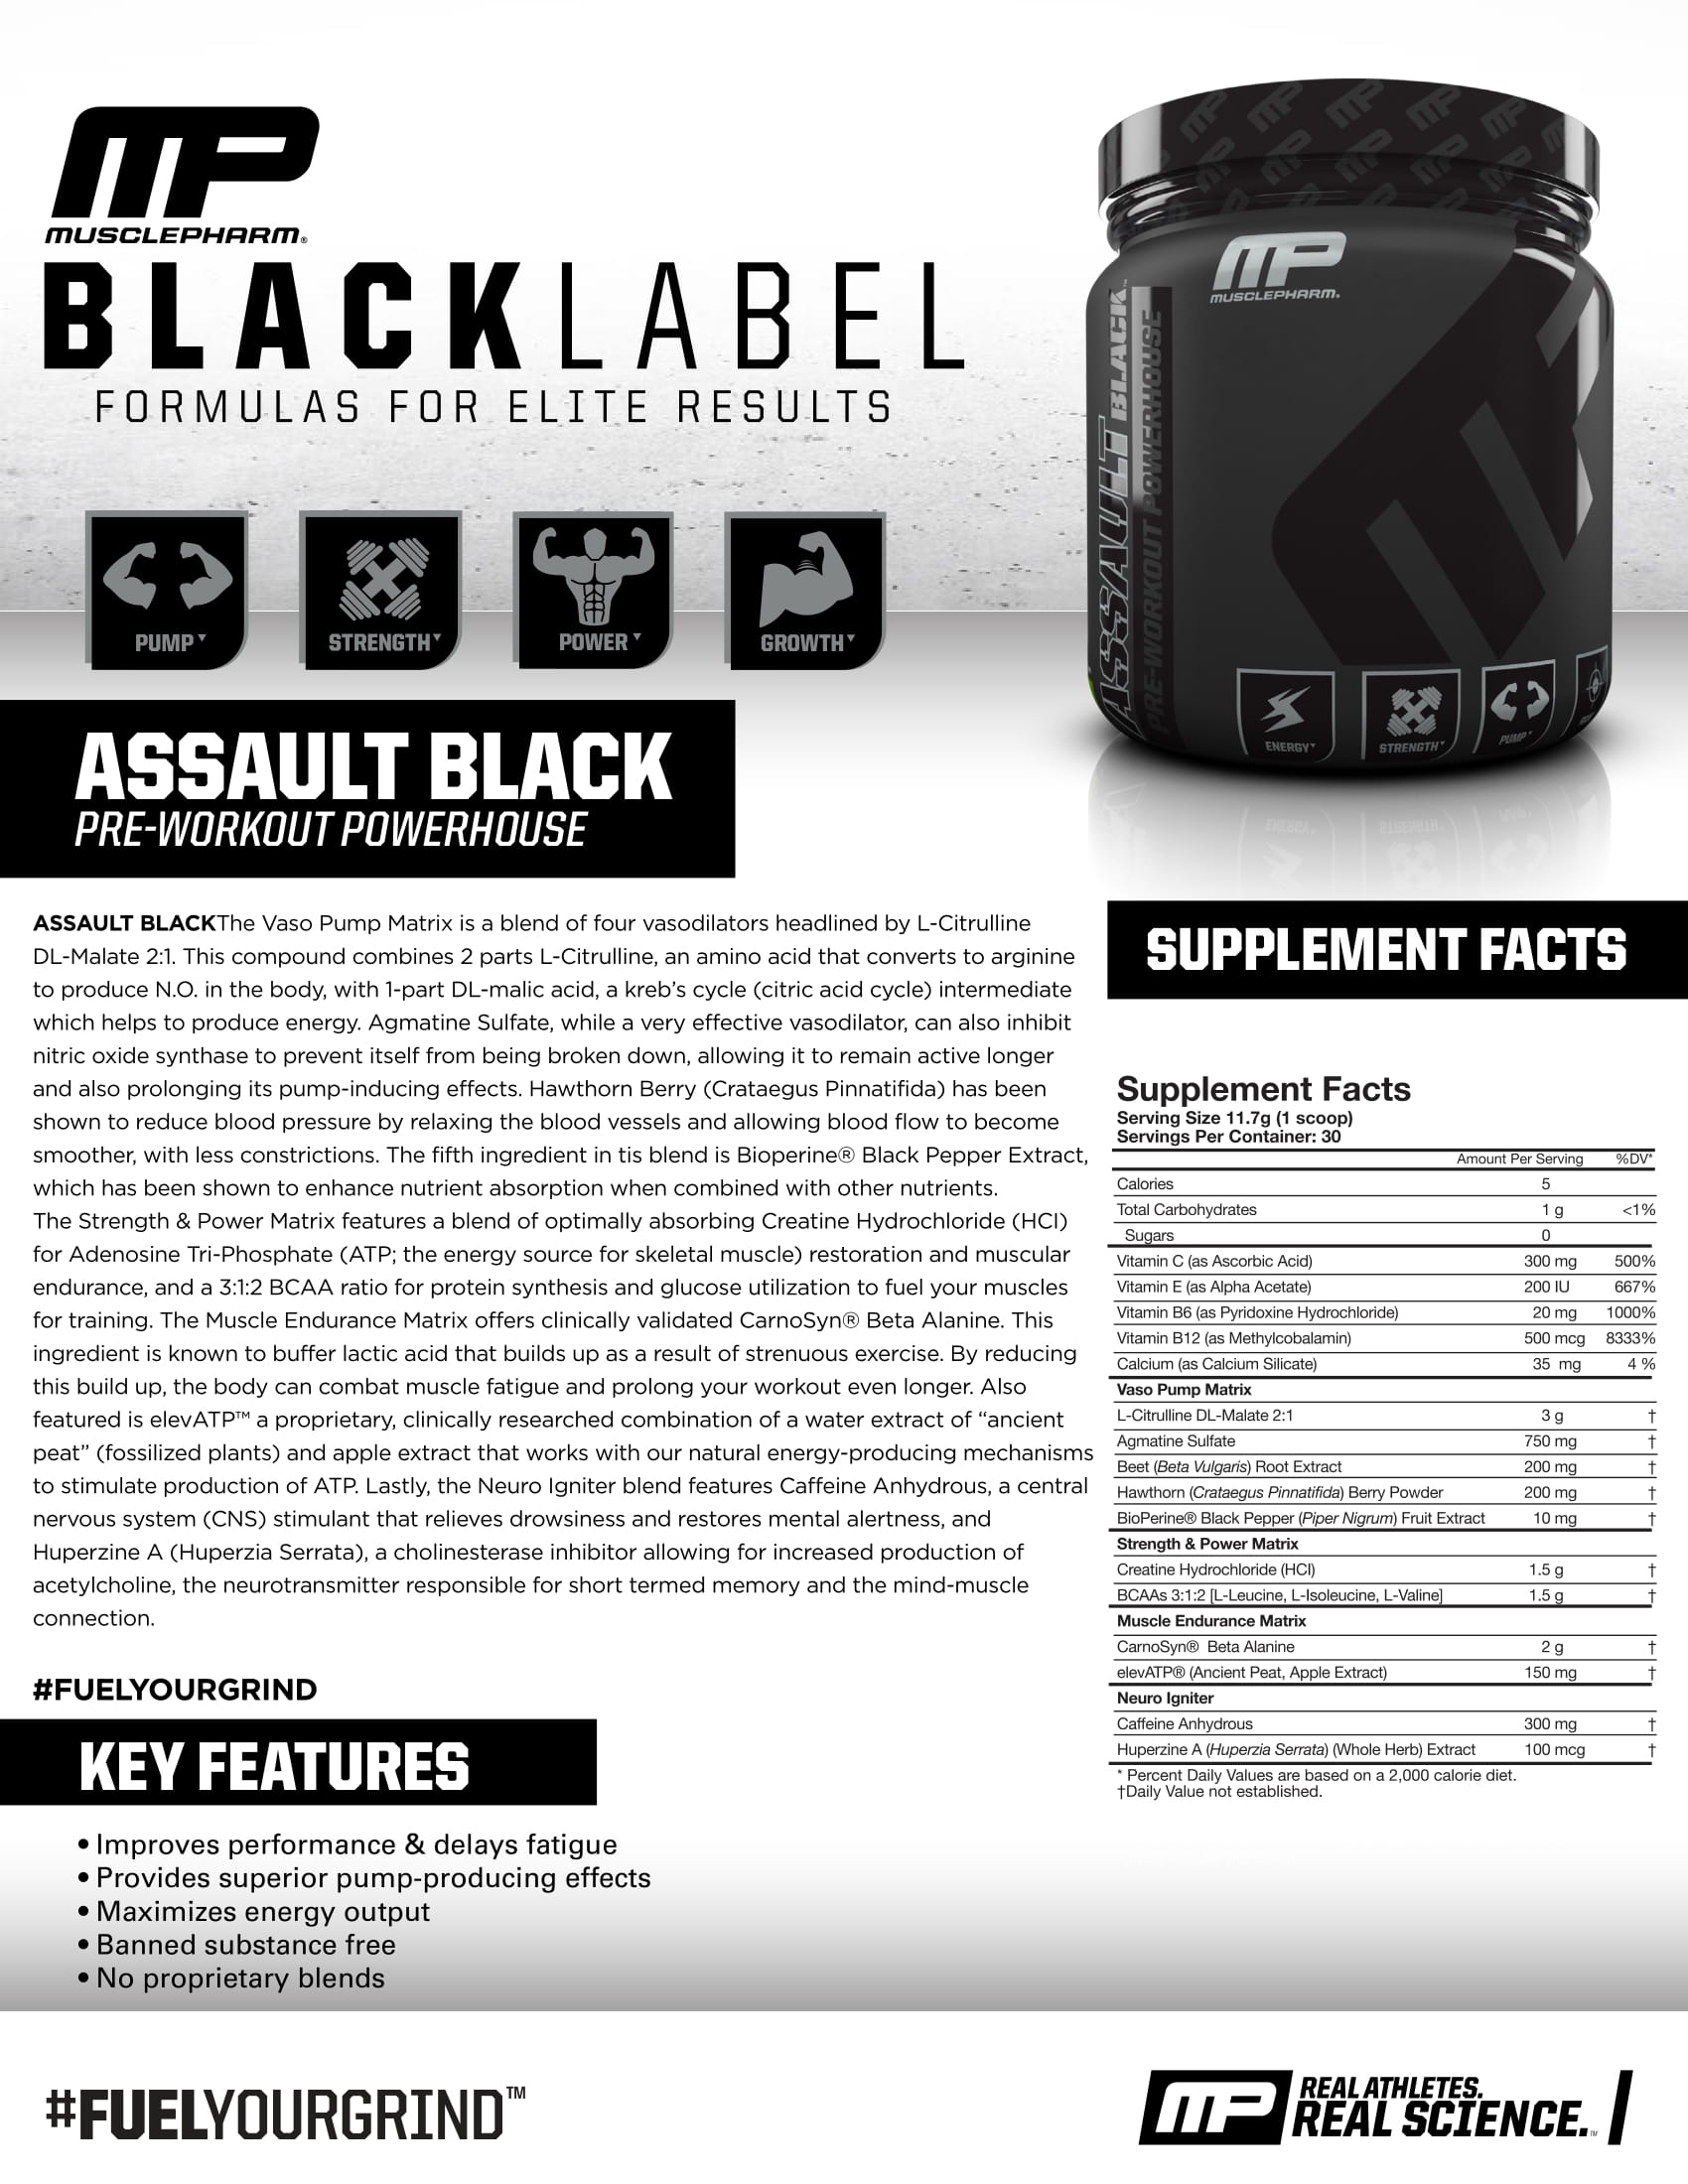 MP
MUSCLEPHARM®
BLACKLABEL
FORMULAS FOR ELITE RESULTS
PUMP
STRENGTH
POWER
GROWTH
MP
MUSCLEPHARM.
ASSAULT BLACK™
PRE-WORKOUT POWERHOUSE
ENERGY
STRENGTH
PUMP
ASSAULT BLACK
PRE-WORKOUT POWERHOUSE
ASSAULT BLACKThe Vaso Pump Matrix is a blend of four vasodilators headlined by L-Citrulline
DL-Malate 2:1. This compound combines 2 parts L-Citrulline, an amino acid that converts to arginine
to produce N.O. in the body, with 1-part DL-malic acid, a kreb’s cycle (citric acid cycle) intermediate
which helps to produce energy. Agmatine Sulfate, while a very effective vasodilator, can also inhibit
nitric oxide synthase to prevent itself from being broken down, allowing it to remain active longer
and also prolonging its pump-inducing effects. Hawthorn Berry (Crataegus Pinnatifida) has been
shown to reduce blood pressure by relaxing the blood vessels and allowing blood flow to become
smoother, with less constrictions. The fifth ingredient in tis blend is Bioperine® Black Pepper Extract,
which has been shown to enhance nutrient absorption when combined with other nutrients.
The Strength & Power Matrix features a blend of optimally absorbing Creatine Hydrochloride (HCl)
for Adenosine Tri-Phosphate (ATP; the energy source for skeletal muscle) restoration and muscular
endurance, and a 3:1:2 BCAA ratio for protein synthesis and glucose utilization to fuel your muscles
for training. The Muscle Endurance Matrix offers clinically validated CarnoSyn® Beta Alanine. This
ingredient is known to buffer lactic acid that builds up as a result of strenuous exercise. By reducing
this build up, the body can combat muscle fatigue and prolong your workout even longer. Also
featured is elevATP™ a proprietary, clinically researched combination of a water extract of “ancient
peat” (fossilized plants) and apple extract that works with our natural energy-producing mechanisms
to stimulate production of ATP. Lastly, the Neuro Igniter blend features Caffeine Anhydrous, a central
nervous system (CNS) stimulant that relieves drowsiness and restores mental alertness, and
Huperzine A (Huperzia Serrata), a cholinesterase inhibitor allowing for increased production of
acetylcholine, the neurotransmitter responsible for short termed memory and the mind-muscle
connection.
#FUELYOURGRIND
KEY FEATURES
• Improves performance & delays fatigue
• Provides superior pump-producing effects
• Maximizes energy output
• Banned substance free
• No proprietary blends
SUPPLEMENT FACTS
Supplement Facts
Serving Size 11.7g (1 scoop)
Servings Per Container: 30
Amount Per Serving %DV*
Calories 5
Total Carbohydrates 1 g <1%
Sugars 0
Vitamin C (as Ascorbic Acid) 300 mg 500%
Vitamin E (as Alpha Acetate) 200 IU 667%
Vitamin B6 (as Pyridoxine Hydrochloride) 20 mg 1000%
Vitamin B12 (as Methylcobalamin) 500 mcg 8333%
Calcium (as Calcium Silicate) 35 mg 4 %
Vaso Pump Matrix
L-Citrulline DL-Malate 2:1 3 g †
Agmatine Sulfate 750 mg †
Beet (Beta Vulgaris) Root Extract 200 mg †
Hawthorn (Crataegus Pinnatifida) Berry Powder 200 mg †
BioPerine® Black Pepper (Piper Nigrum) Fruit Extract 10 mg †
Strength & Power Matrix
Creatine Hydrochloride (HCl) 1.5 g †
BCAAs 3:1:2 [L-Leucine, L-Isoleucine, L-Valine] 1.5 g †
Muscle Endurance Matrix
CarnoSyn® Beta Alanine 2 g †
elevATP® (Ancient Peat, Apple Extract) 150 mg †
Neuro Igniter
Caffeine Anhydrous 300 mg †
Huperzine A (Huperzia Serrata) (Whole Herb) Extract 100 mcg †
* Percent Daily Values are based on a 2,000 calorie diet.
†Daily Value not established.
#FUELYOURGRIND™
MP
REAL ATHLETES.
REAL SCIENCE.™